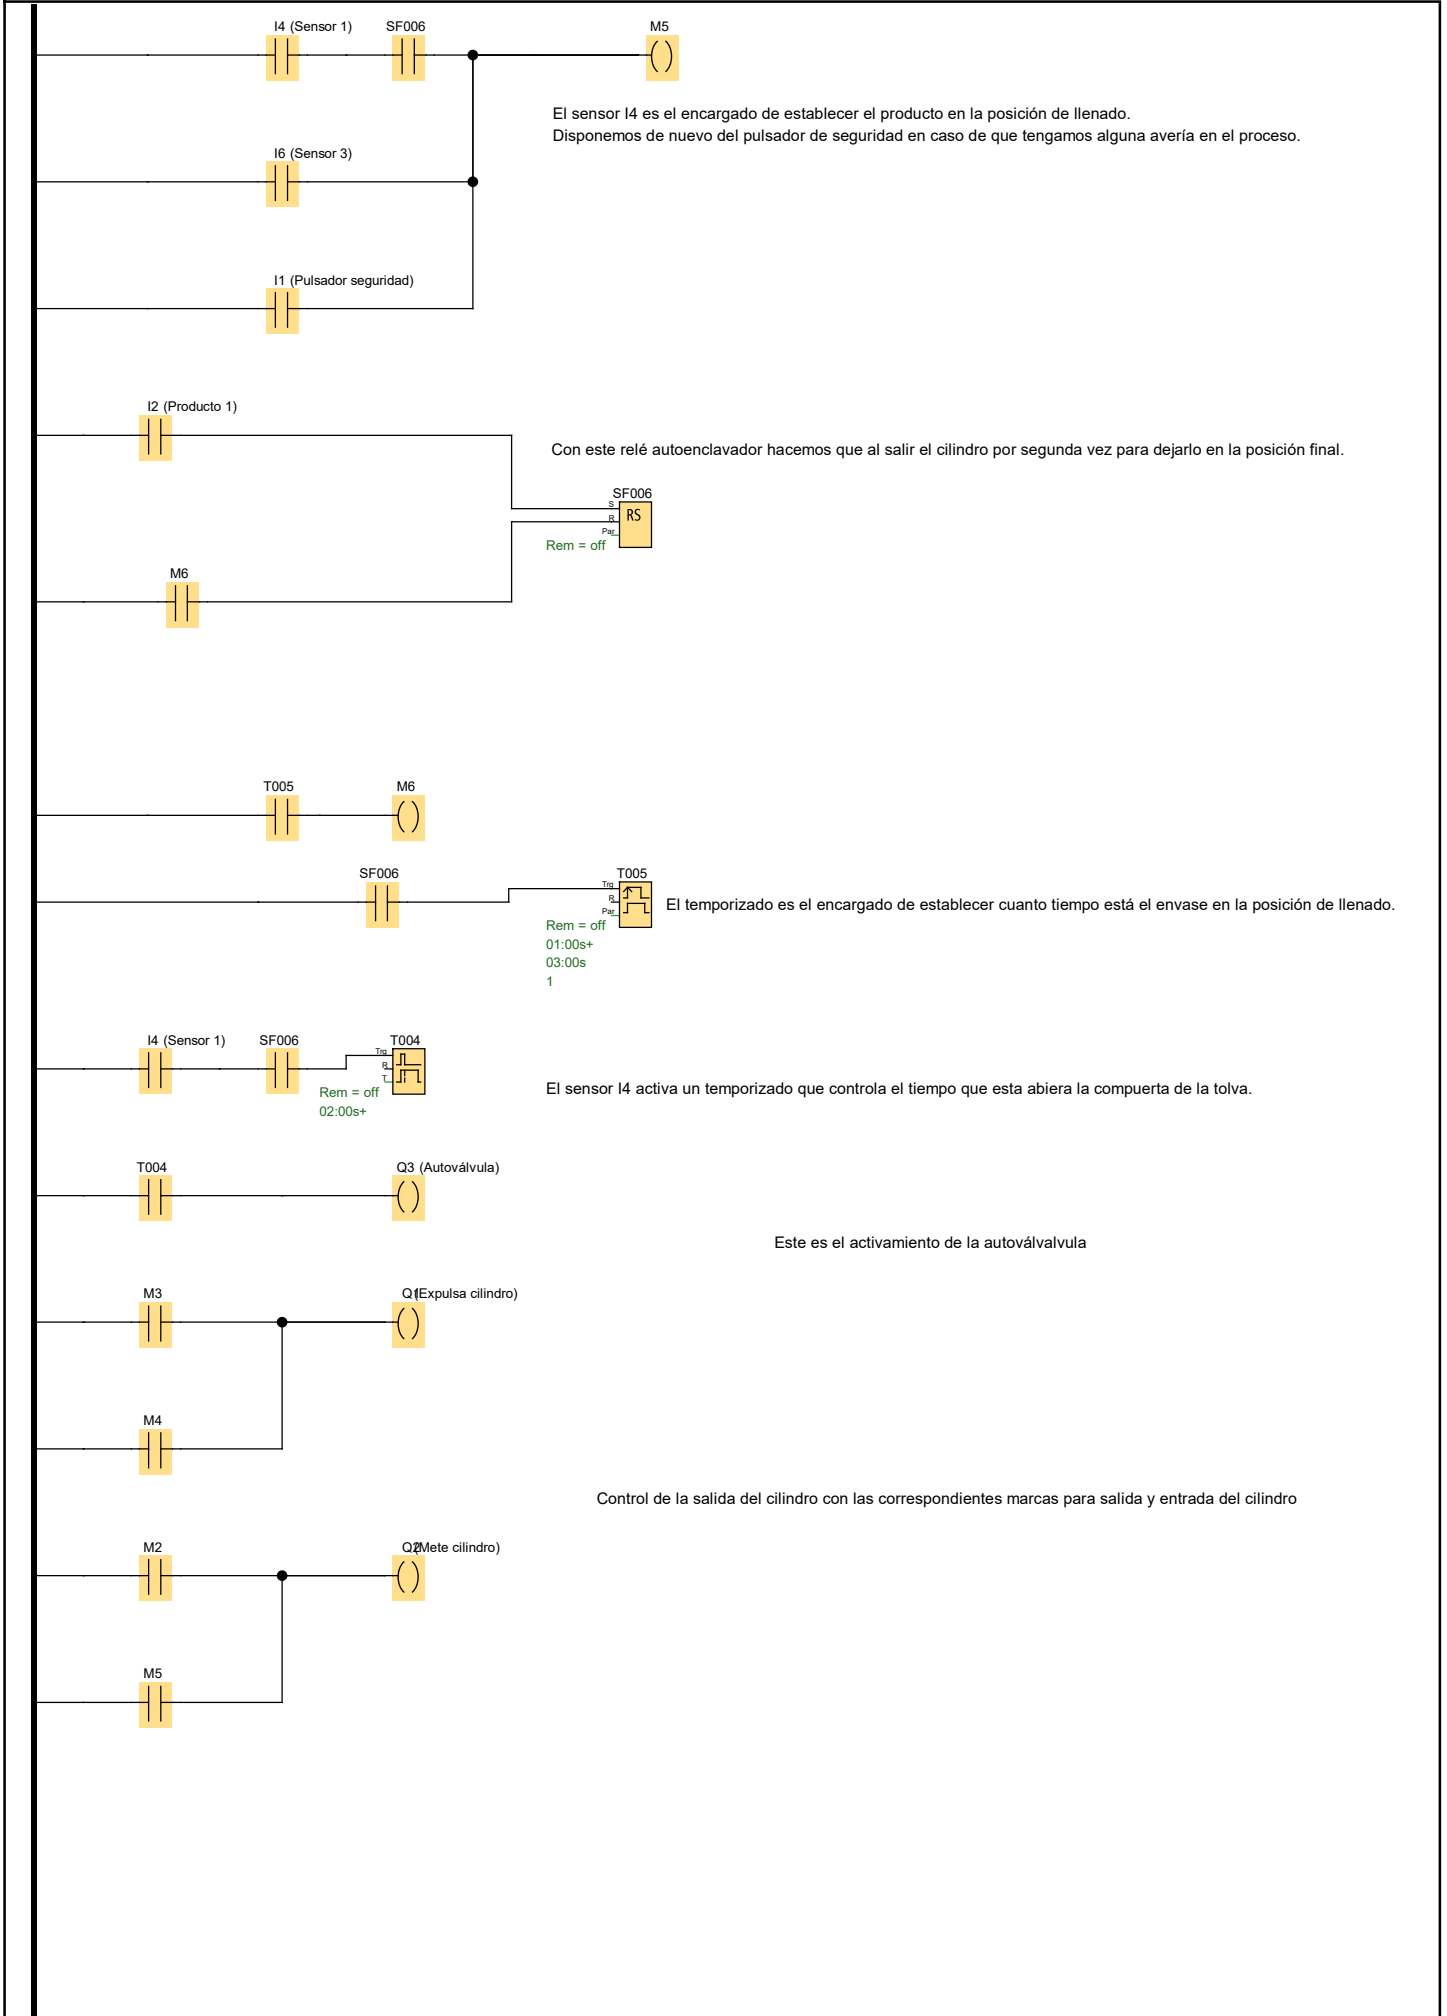 I4 (Sensor 1) SF006 M5
El sensor I4 es el encargado de establecer el producto en la posición de llenado.
Disponemos de nuevo del pulsador de seguridad en caso de que tengamos alguna avería en el proceso.
I6 (Sensor 3)
I1 (Pulsador seguridad)
I2 (Producto 1)
Con este relé autoenclavador hacemos que al salir el cilindro por segunda vez para dejarlo en la posición final.
SF006
S
R
Par
RS
Rem = off
M6
T005 M6
SF006 T005
Trg
R
Par
El temporizado es el encargado de establecer cuanto tiempo está el envase en la posición de llenado.
Rem = off
01:00s+
03:00s
1
I4 (Sensor 1) SF006 T004
Trg
R
T
Rem = off
02:00s+
El sensor I4 activa un temporizado que controla el tiempo que esta abiera la compuerta de la tolva.
T004 Q3 (Autoválvula)
Este es el activamiento de la autoválvalvula
M3 Q1(Expulsa cilindro)
M4
Control de la salida del cilindro con las correspondientes marcas para salida y entrada del cilindro
M2 Q2(Mete cilindro)
M5